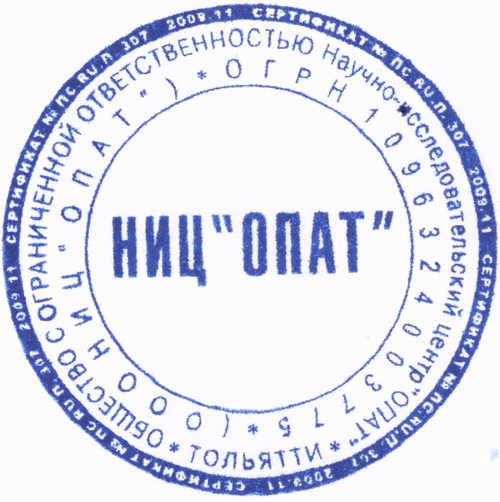 СЕРТИФИКАТ № ПС RU.П. 307 2009.11 СЕРТИФИКАТ № ПС RU.П. 307 2009.11 СЕРТИФИКАТ № ПС RU.П. 307 2009.11 СЕРТИФИКАТ № ПС RU.П. 307 2009.11
ОБЩЕСТВО С ОГРАНИЧЕННОЙ ОТВЕТСТВЕННОСТЬЮ Научно-исследовательский центр "ОПАТ" * ТОЛЬЯТТИ *
(ООО НИЦ "ОПАТ") * ОГРН 1096324003775 *
НИЦ "ОПАТ"